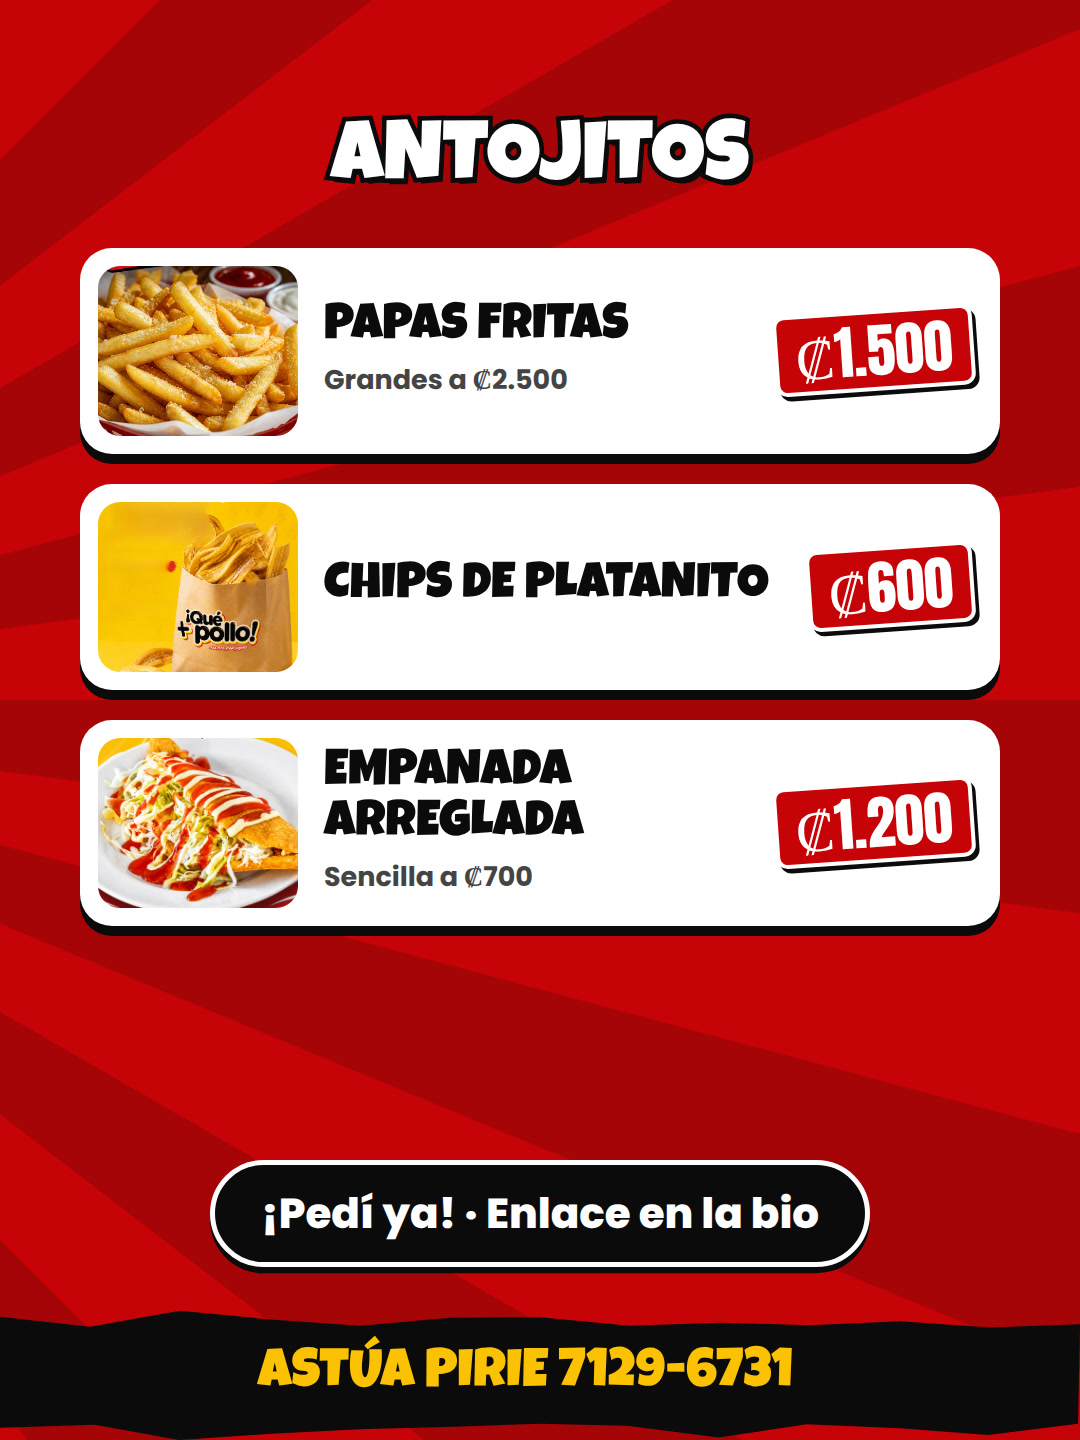 ANTOJITOS
PAPAS FRITAS
Grandes a ₡2.500
₡1.500
¡Qué
+ pollo!
CHIPS DE PLATANITO
₡600
EMPANADA
ARREGLADA
Sencilla a ₡700
₡1.200
¡Pedí ya! · Enlace en la bio
ASTÚA PIRIE 7129-6731